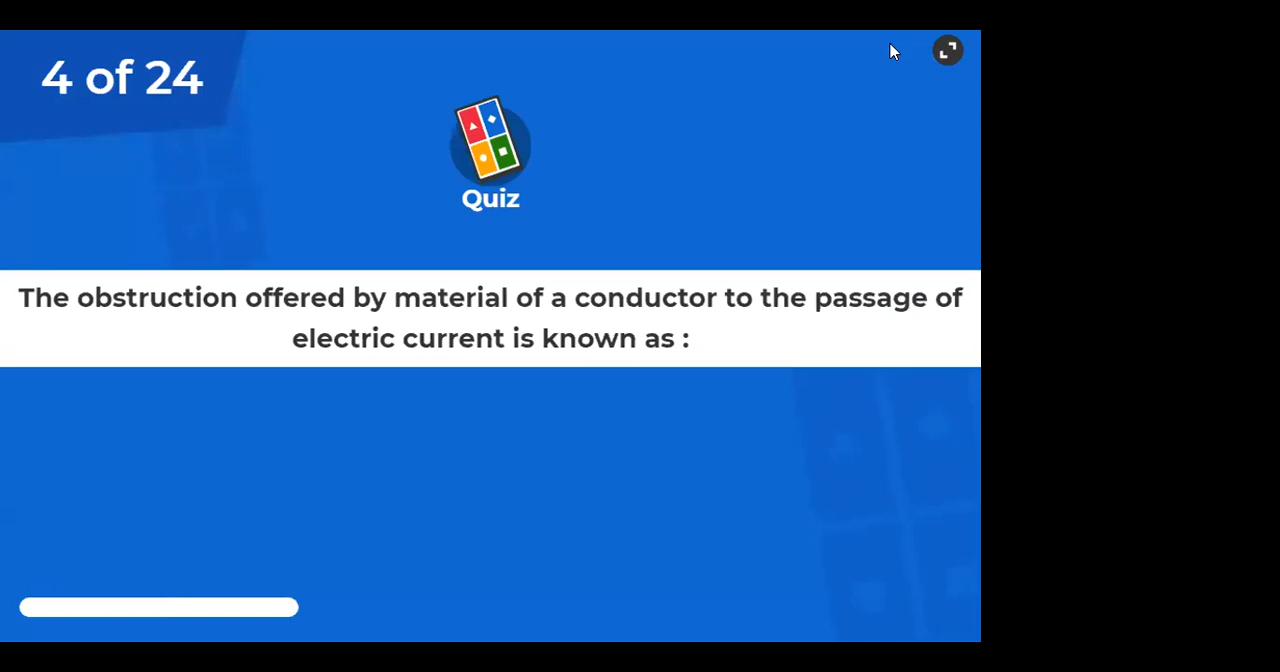 4 of 24
Quiz
The obstruction offered by material of a conductor to the passage of
electric current is known as :